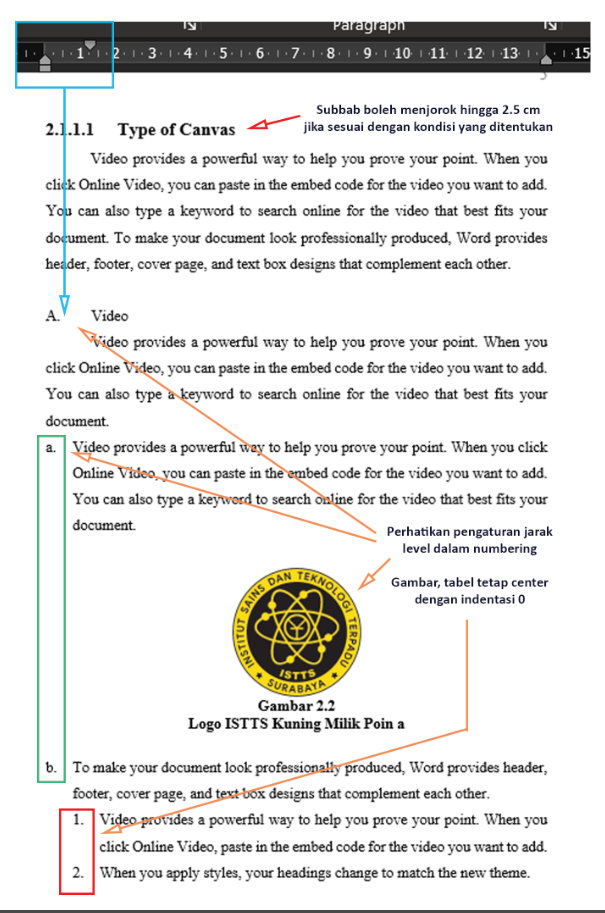 Paragraph
1 2 3 4 5 6 7 8 9 10 11 12 13 15
Subbab boleh menjorok hingga 2.5 cm
jika sesuai dengan kondisi yang ditentukan
2.1.1.1 Type of Canvas
Video provides a powerful way to help you prove your point. When you
click Online Video, you can paste in the embed code for the video you want to add.
You can also type a keyword to search online for the video that best fits your
document. To make your document look professionally produced, Word provides
header, footer, cover page, and text box designs that complement each other.
A. Video
Video provides a powerful way to help you prove your point. When you
click Online Video, you can paste in the embed code for the video you want to add.
You can also type a keyword to search online for the video that best fits your
document.
a. Video provides a powerful way to help you prove your point. When you click
Online Video, you can paste in the embed code for the video you want to add.
You can also type a keyword to search online for the video that best fits your
document.
Perhatikan pengaturan jarak
level dalam numbering
Gambar, tabel tetap center
dengan indentasi 0
INSTITUT SAINS DAN TEKNOLOGI TERPADU
ISTTS
SURABAYA
Gambar 2.2
Logo ISTTS Kuning Milik Poin a
b. To make your document look professionally produced, Word provides header,
footer, cover page, and text box designs that complement each other.
1. Video provides a powerful way to help you prove your point. When you
click Online Video, paste in the embed code for the video you want to add.
2. When you apply styles, your headings change to match the new theme.